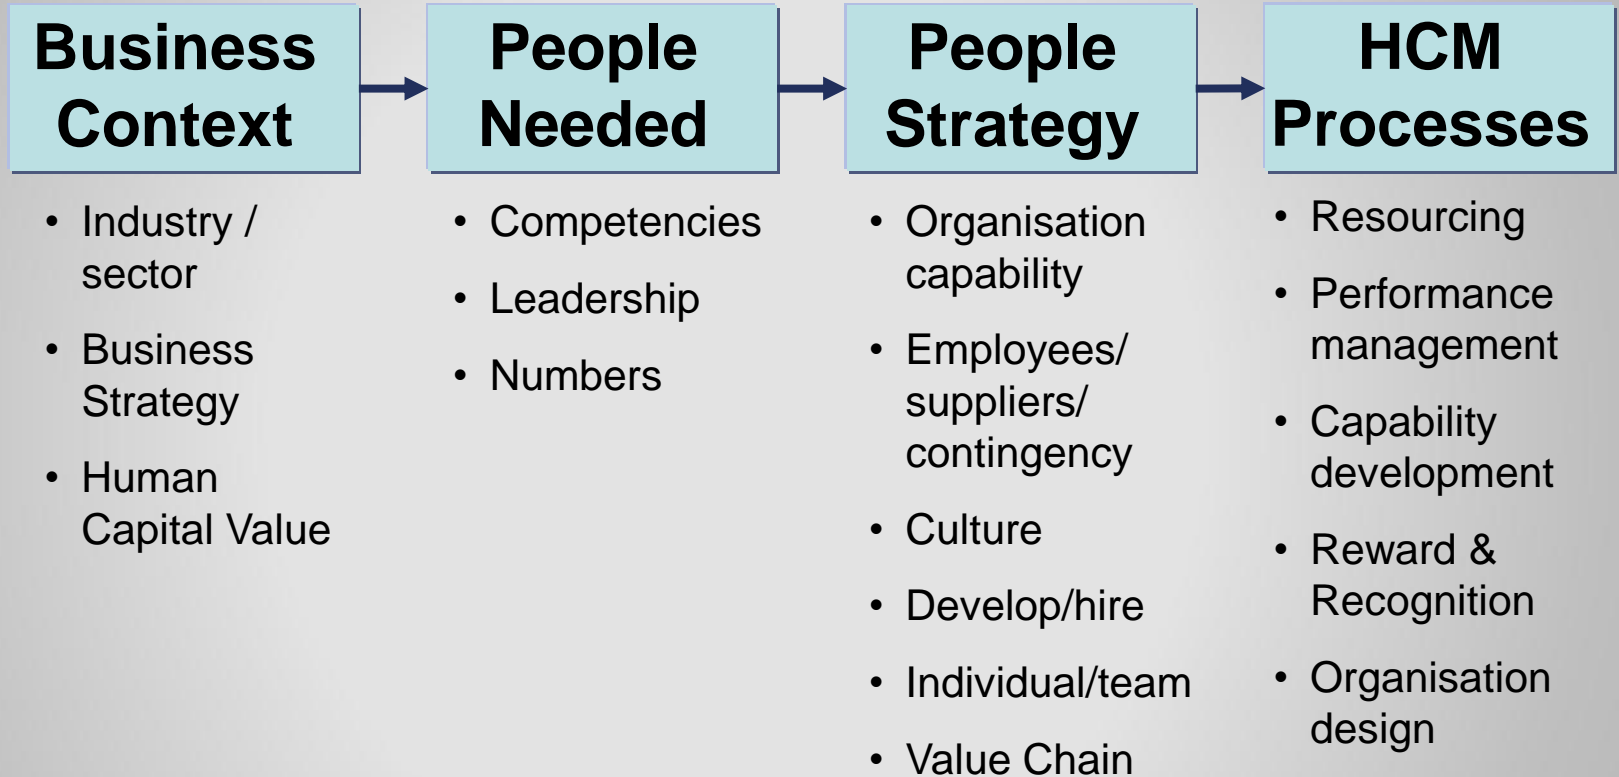 Business
Context
People
Needed
People
Strategy
HCM
Processes
• Industry /
sector
• Business
Strategy
• Human
Capital Value
• Competencies
• Leadership
• Numbers
• Organisation
capability
• Employees/
suppliers/
contingency
• Culture
• Develop/hire
• Individual/team
• Value Chain
• Resourcing
• Performance
management
• Capability
development
• Reward &
Recognition
• Organisation
design